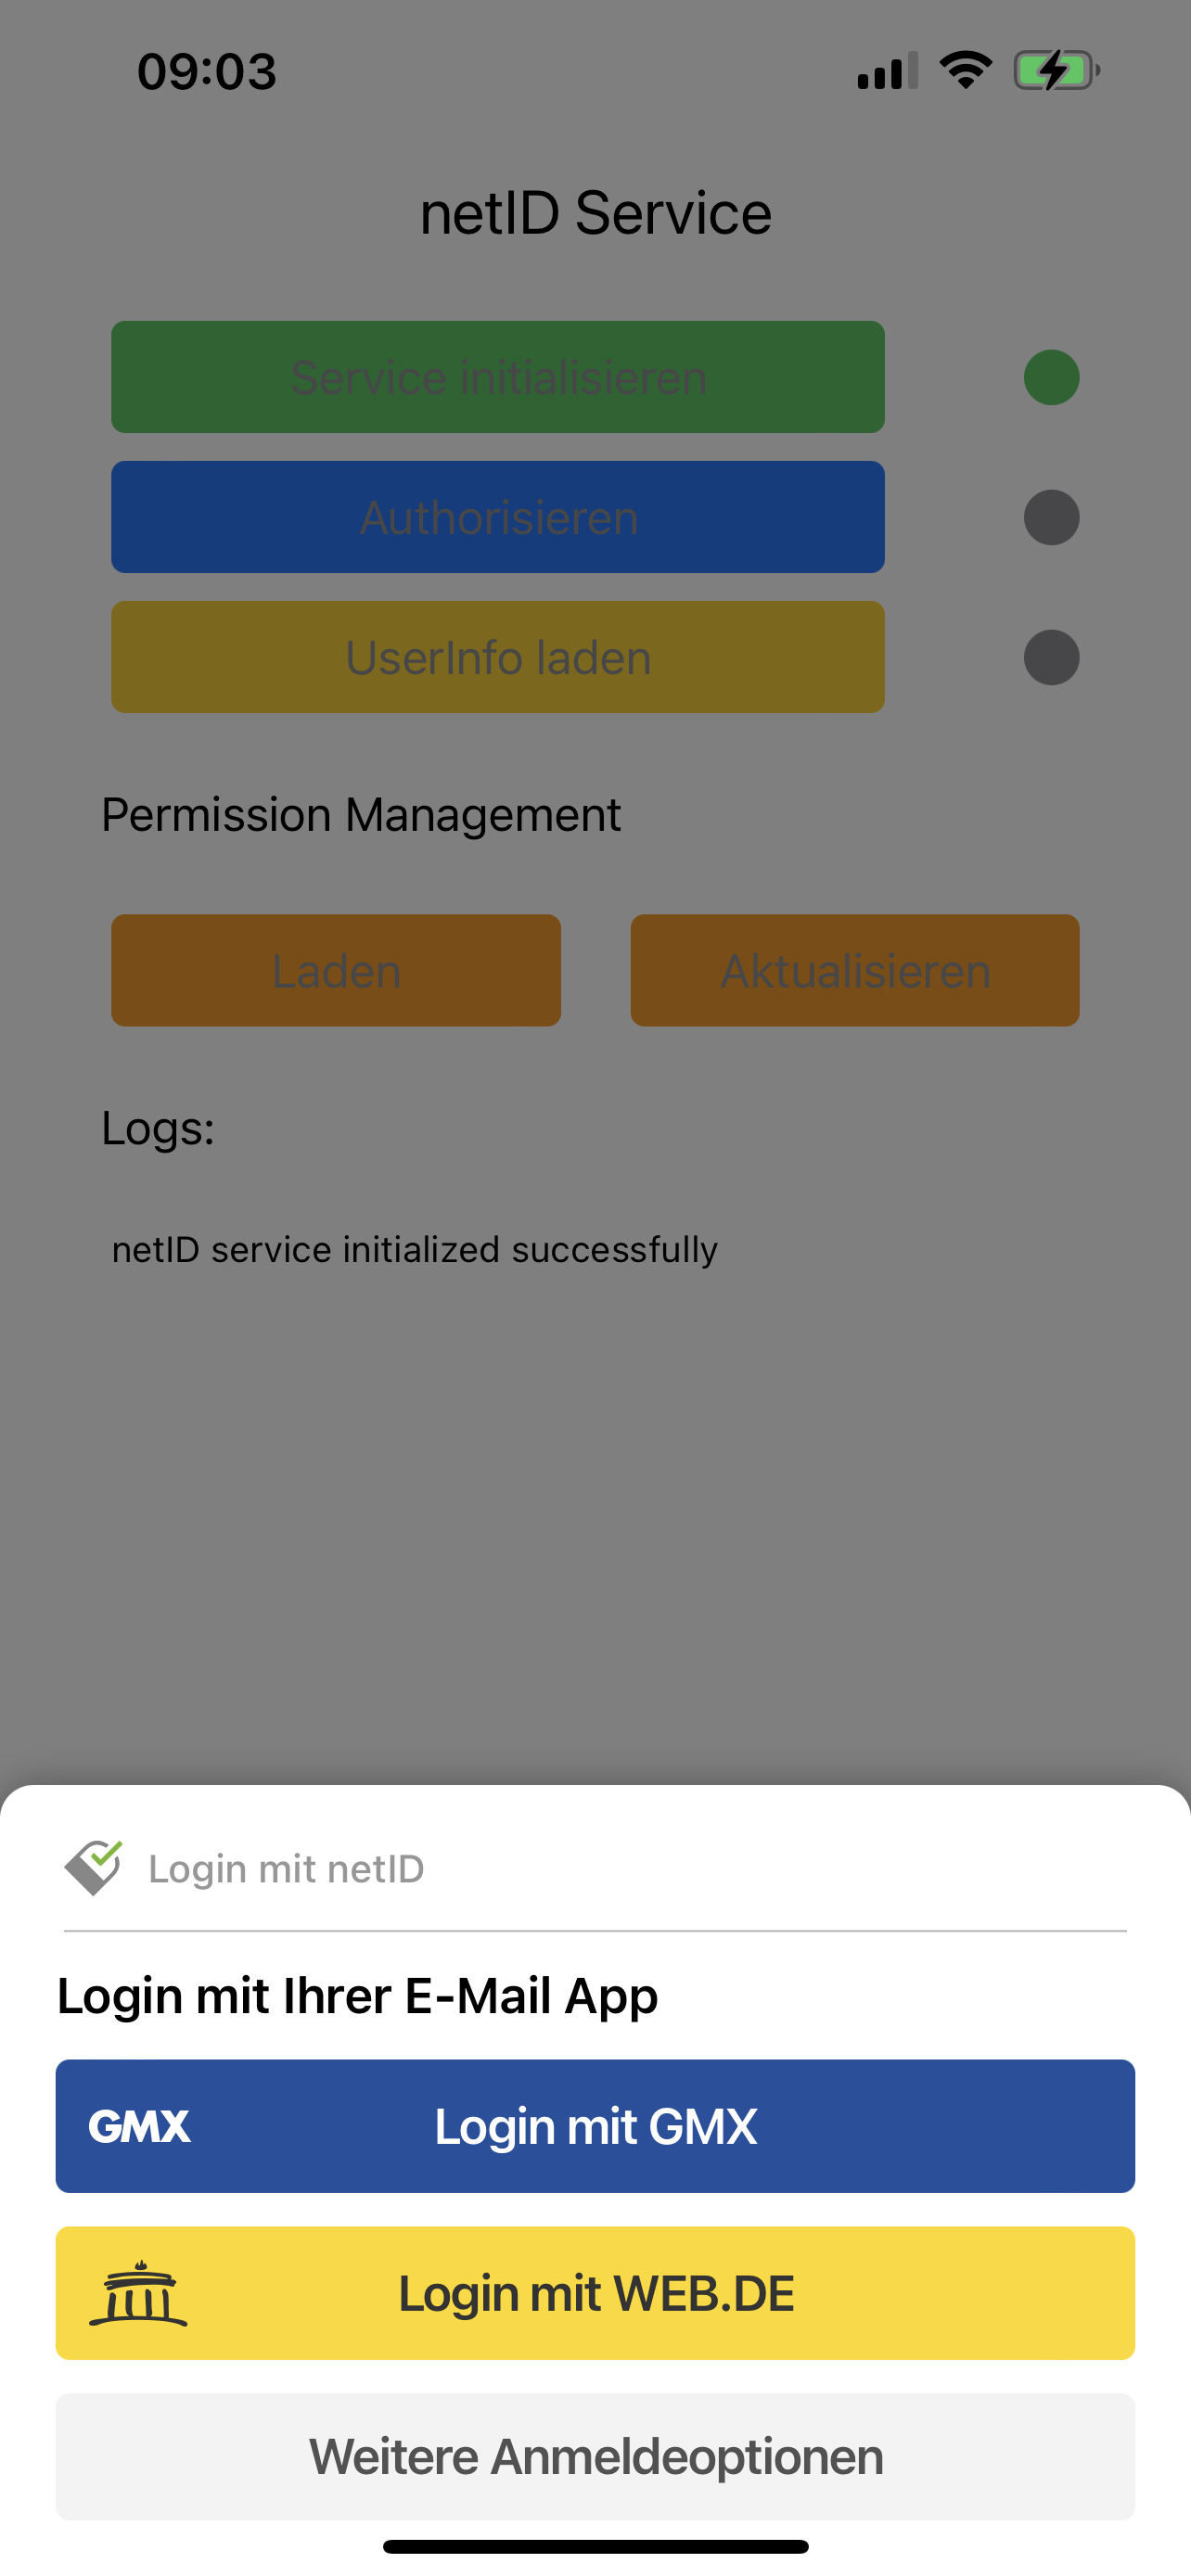 09:03
netID Service
Service initialisieren
Authorisieren
UserInfo laden
Permission Management
Laden
Aktualisieren
Logs:
netID service initialized successfully
Login mit netID
Login mit Ihrer E-Mail App
GMX Login mit GMX
Login mit WEB.DE
Weitere Anmeldeoptionen